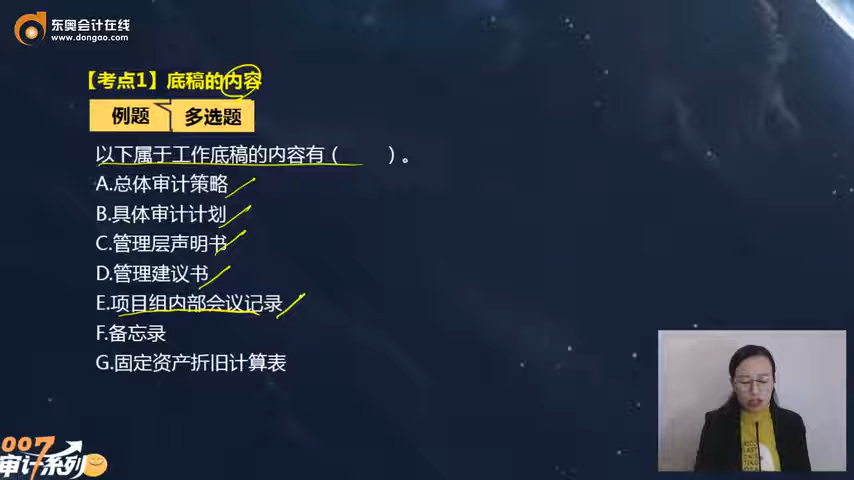 东奥会计在线
www.dongao.com
【考点1】底稿的内容
例题 多选题
以下属于工作底稿的内容有（ ）。
A.总体审计策略
B.具体审计计划
C.管理层声明书
D.管理建议书
E.项目组内部会议记录
F.备忘录
G.固定资产折旧计算表
007
审计系列